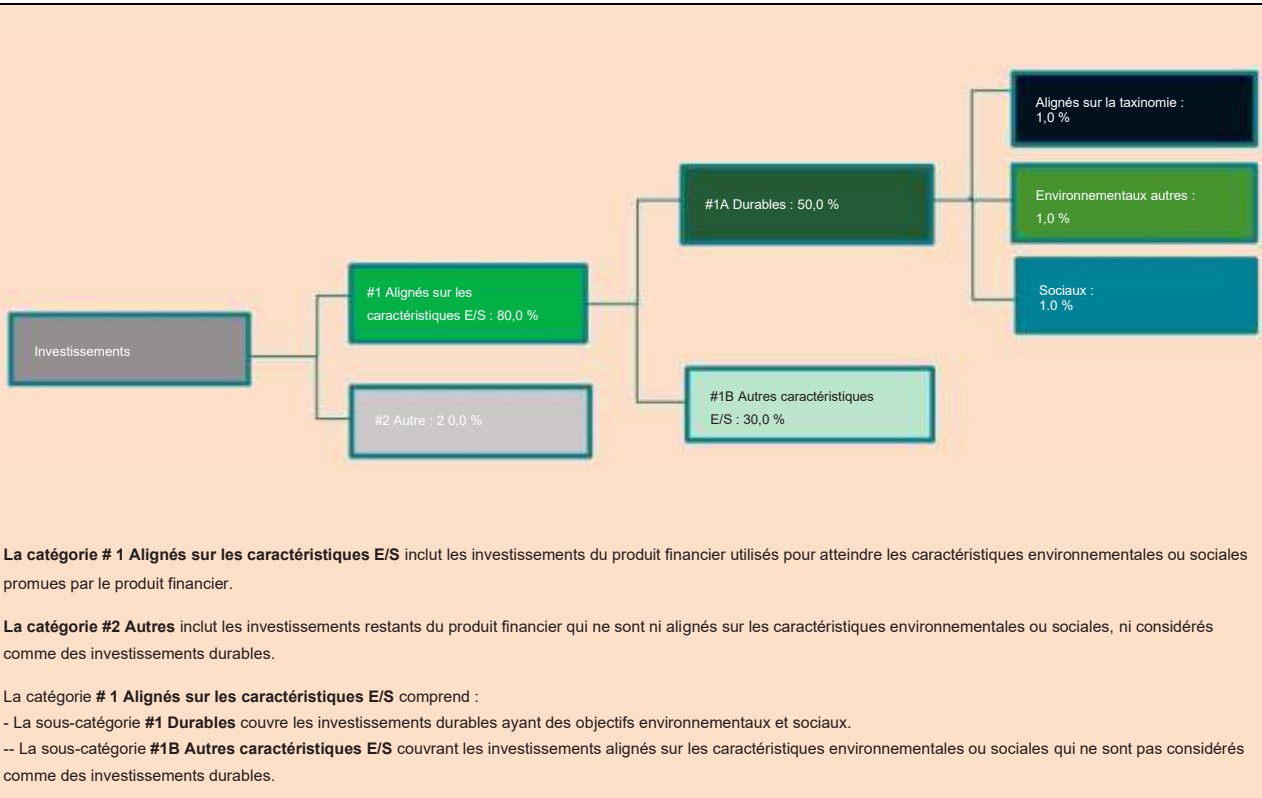 Alignés sur la taxinomie :
1,0 %
Environnementaux autres :
1,0 %
Sociaux :
1.0 %
#1A Durables : 50,0 %
#1 Alignés sur les
caractéristiques E/S : 80,0 %
Investissements
#2 Autre : 2 0,0 %
#1B Autres caractéristiques
E/S : 30,0 %
La catégorie # 1 Alignés sur les caractéristiques E/S inclut les investissements du produit financier utilisés pour atteindre les caractéristiques environnementales ou sociales
promues par le produit financier.
La catégorie #2 Autres inclut les investissements restants du produit financier qui ne sont ni alignés sur les caractéristiques environnementales ou sociales, ni considérés
comme des investissements durables.
La catégorie # 1 Alignés sur les caractéristiques E/S comprend :
- La sous-catégorie #1 Durables couvre les investissements durables ayant des objectifs environnementaux et sociaux.
-- La sous-catégorie #1B Autres caractéristiques E/S couvrant les investissements alignés sur les caractéristiques environnementales ou sociales qui ne sont pas considérés
comme des investissements durables.